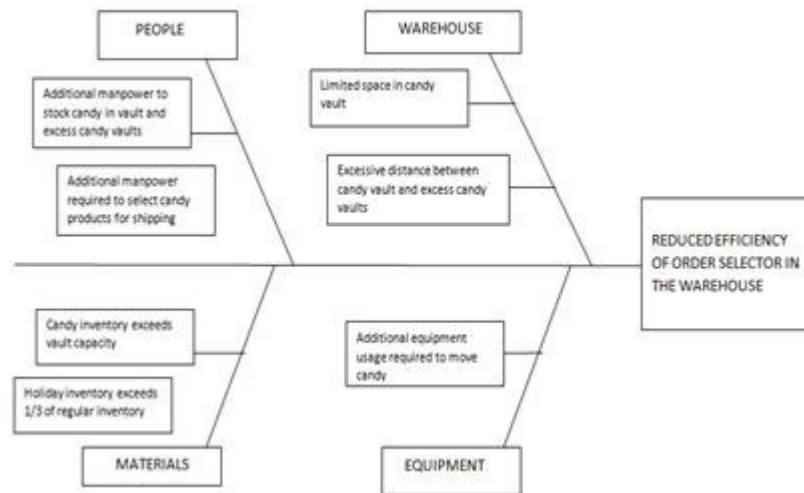 PEOPLE
WAREHOUSE
Additional manpower to
stock candy in vault and
excess candy vaults
Limited space in candy
vault
Additional manpower
required to select candy
products for shipping
Excessive distance between
candy vault and excess candy
vaults
REDUCED EFFICIENCY
OF ORDER SELECTOR IN
THE WAREHOUSE
Candy inventory exceeds
vault capacity
Additional equipment
usage required to move
candy
Holiday inventory exceeds
1/3 of regular inventory
MATERIALS
EQUIPMENT